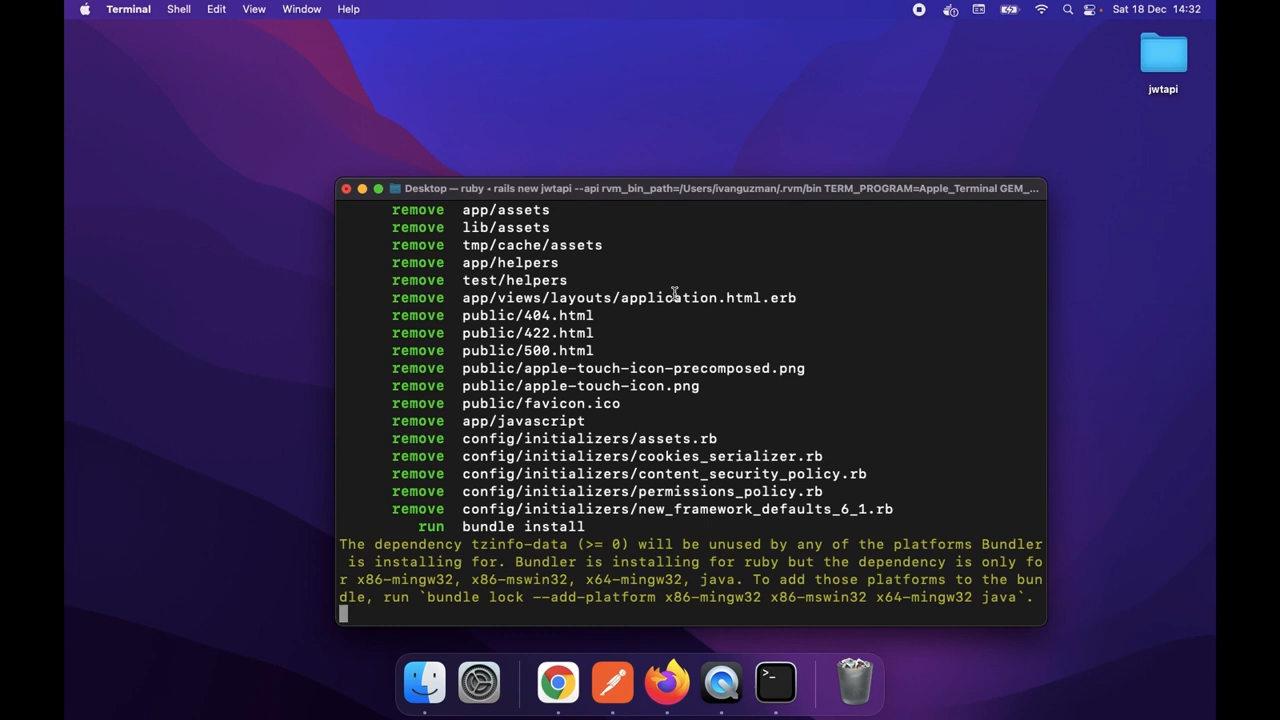 Terminal Shell Edit View Window Help Sat 18 Dec 14:32
jwtapi
Desktop — ruby • rails new jwtapi --api rvm_bin_path=/Users/ivanguzman/.rvm/bin TERM_PROGRAM=Apple_Terminal GEM_...
remove app/assets
remove lib/assets
remove tmp/cache/assets
remove app/helpers
remove test/helpers
remove app/views/layouts/application.html.erb
remove public/404.html
remove public/422.html
remove public/500.html
remove public/apple-touch-icon-precomposed.png
remove public/apple-touch-icon.png
remove public/favicon.ico
remove app/javascript
remove config/initializers/assets.rb
remove config/initializers/cookies_serializer.rb
remove config/initializers/content_security_policy.rb
remove config/initializers/permissions_policy.rb
remove config/initializers/new_framework_defaults_6_1.rb
run bundle install
The dependency tzinfo-data (>= 0) will be unused by any of the platforms Bundler
is installing for. Bundler is installing for ruby but the dependency is only fo
r x86-mingw32, x86-mswin32, x64-mingw32, java. To add those platforms to the bun
dle, run `bundle lock --add-platform x86-mingw32 x86-mswin32 x64-mingw32 java`.
>_